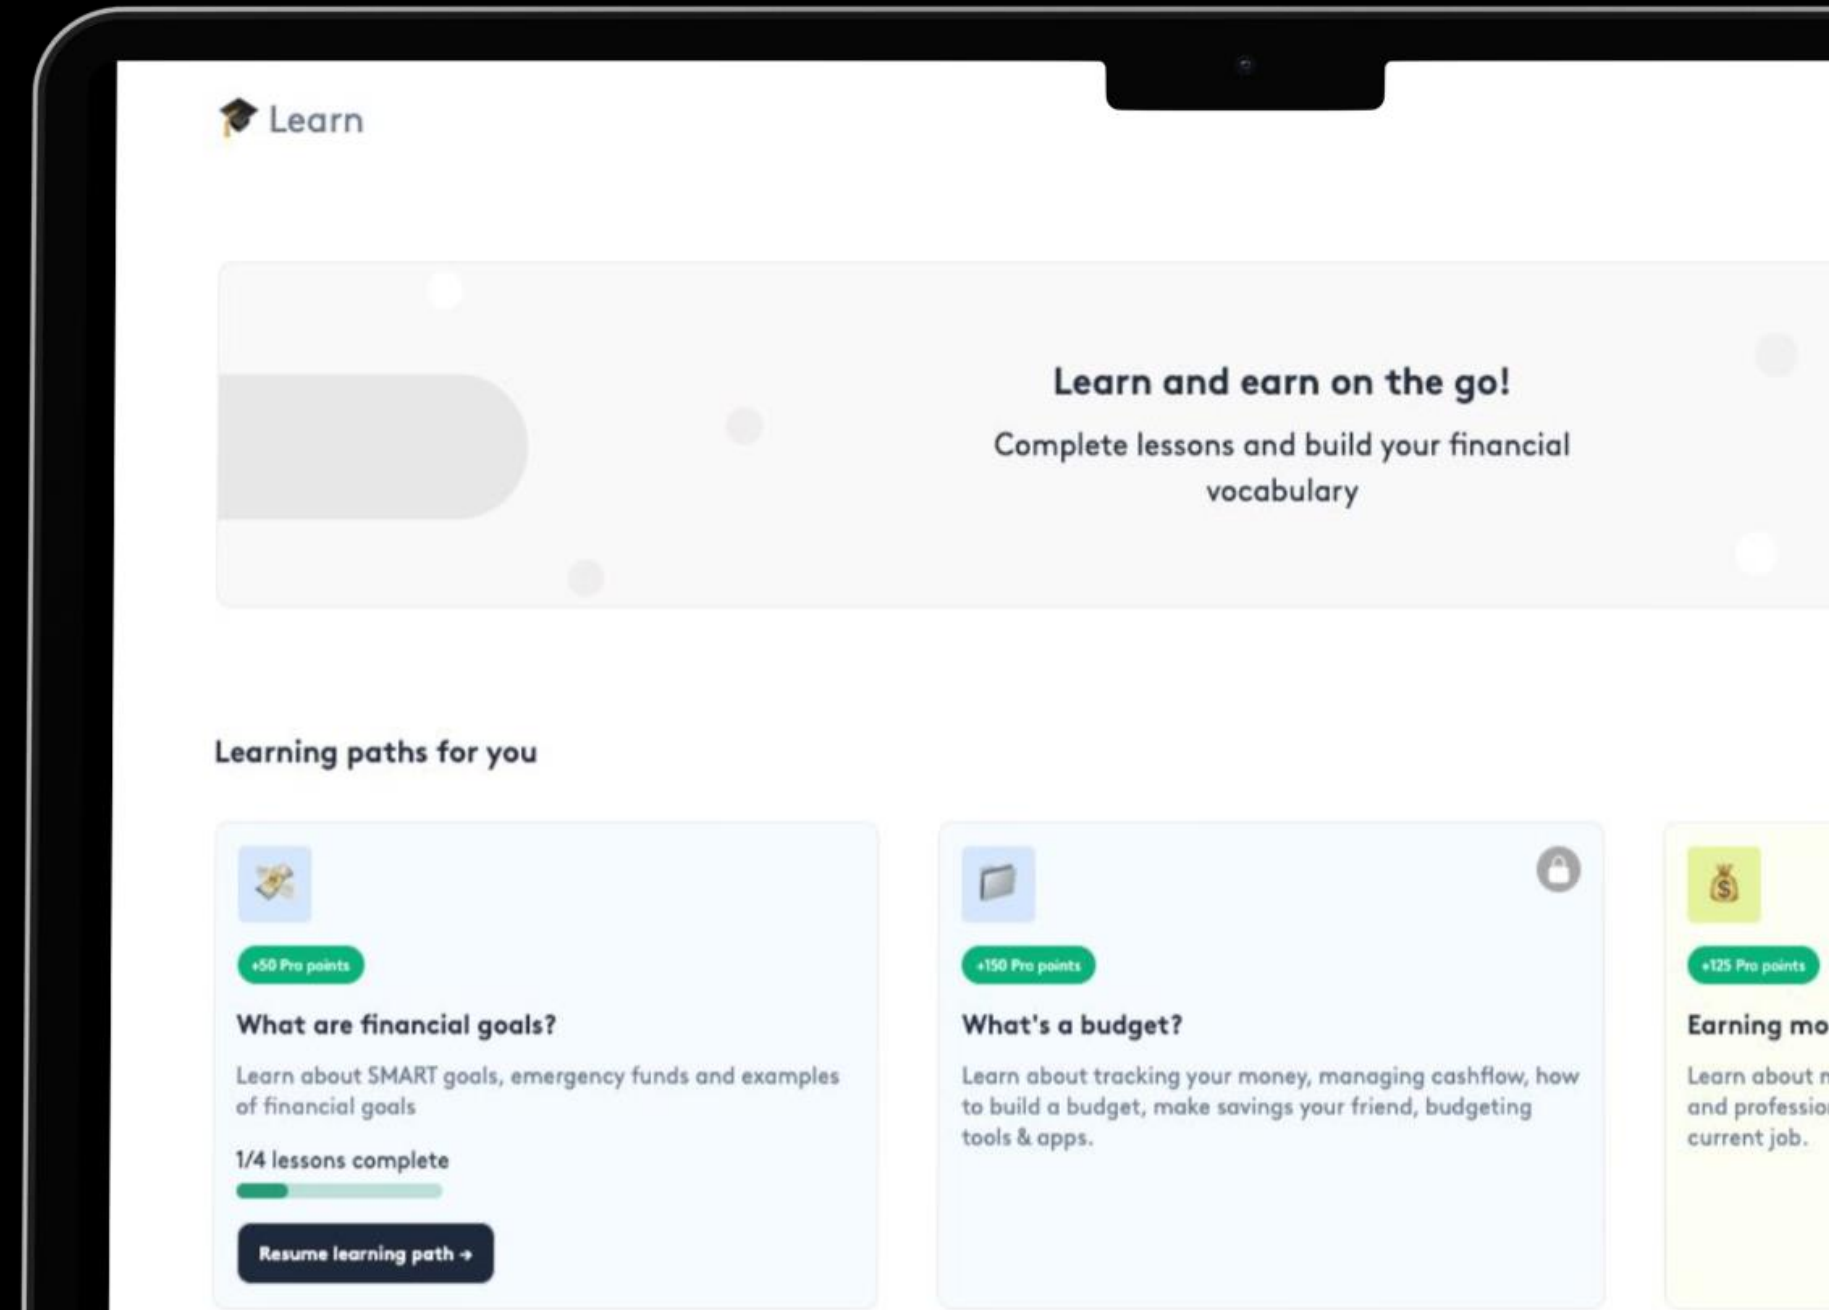 Learn
Learn and earn on the go!
Complete lessons and build your financial
vocabulary
Learning paths for you
+50 Pro points
What are financial goals?
Learn about SMART goals, emergency funds and examples
of financial goals
1/4 lessons complete
Resume learning path →
+150 Pro points
What's a budget?
Learn about tracking your money, managing cashflow, how
to build a budget, make savings your friend, budgeting
tools & apps.
+125 Pro points
Earning
Learn about
and
current job.